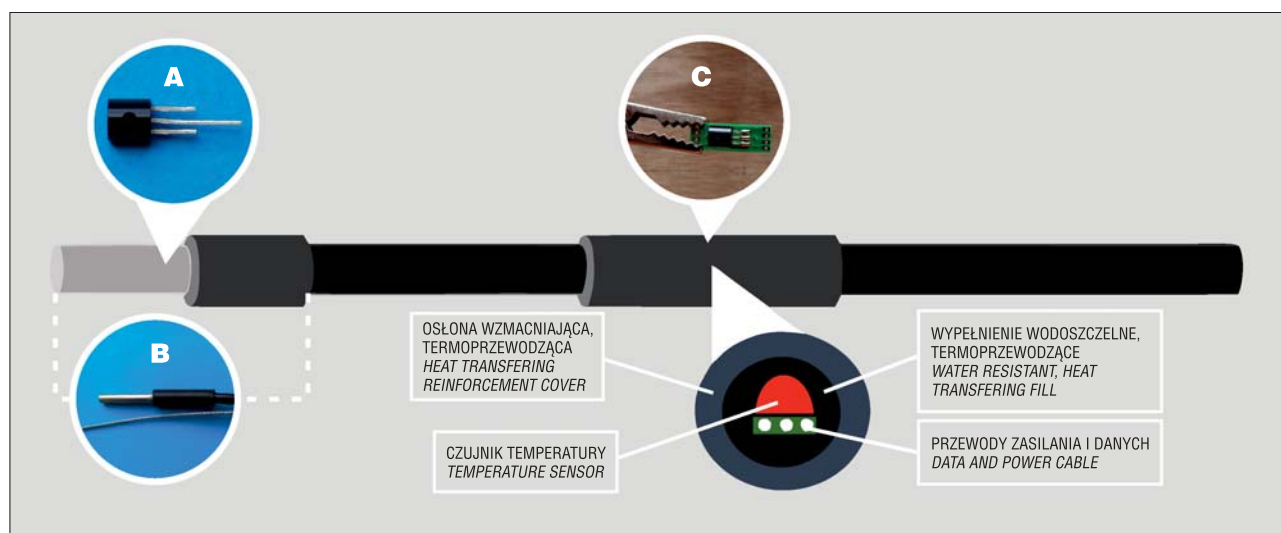 A
C
B
OSŁONA WZMACNIAJĄCA,
TERMOPRZEWODZĄCA
HEAT TRANSFERING
REINFORCEMENT COVER
WYPEŁNIENIE WODOSZCZELNE,
TERMOPRZEWODZĄCE
WATER RESISTANT, HEAT
TRANSFERING FILL
CZUJNIK TEMPERATURY
TEMPERATURE SENSOR
PRZEWODY ZASILANIA I DANYCH
DATA AND POWER CABLE